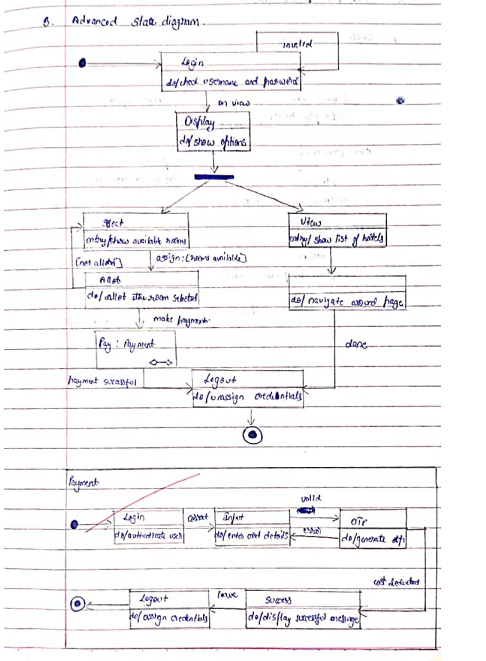 8. Advanced State diagram.
invalid
Login
do/check username and password
on view
Display
do/show options
Select
entry/show available rooms
View
entry/ show list of hotels
[not alloted]
assign: [rooms available]
Allot
do/ allot the room selected
do/ navigate around page
make payment
done
Pay : Payment
Payment sucessful
Logout
do/unassign credentials
Payment
valid
Login
correct
Input
OTP
do/authenticate user
do/enter card details
error
do/generate otp
cost deducted
Logout
leave
Success
do/ assign credentials
do/display successful message